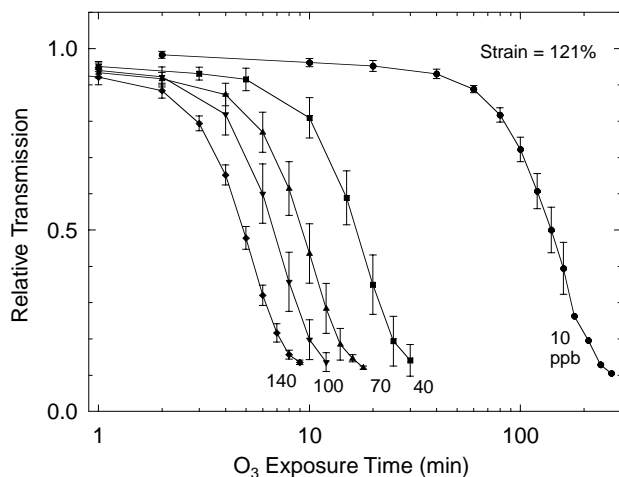 Strain = 121%
1.0
0.5
0.0
Relative Transmission
10
ppb
140
100
70
40
1
10
100
O₃ Exposure Time (min)